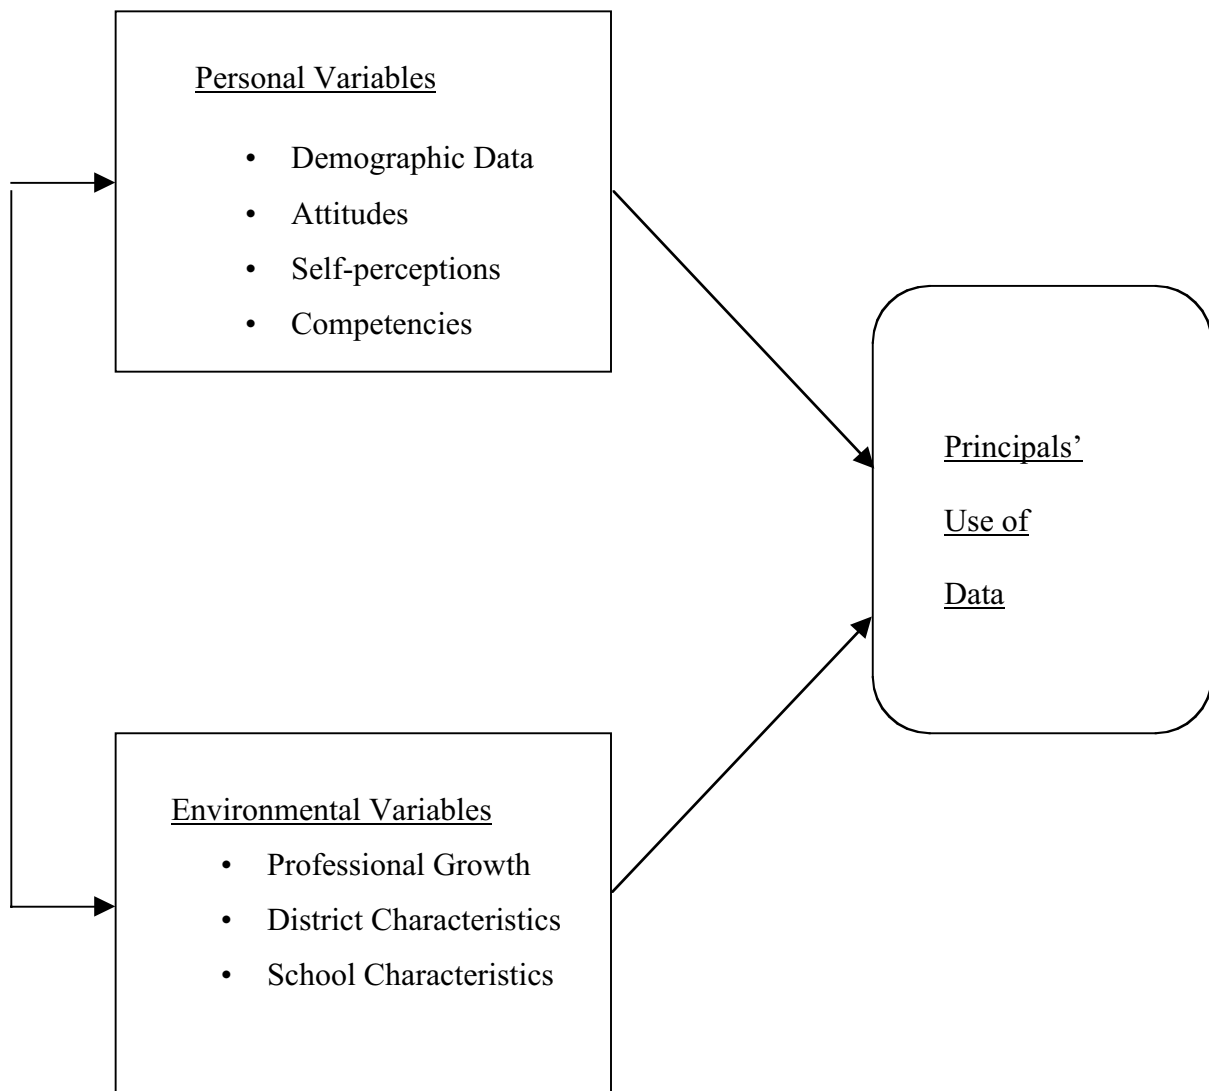 Personal Variables
• Demographic Data
• Attitudes
• Self-perceptions
• Competencies
Principals’
Use of
Data
Environmental Variables
• Professional Growth
• District Characteristics
• School Characteristics